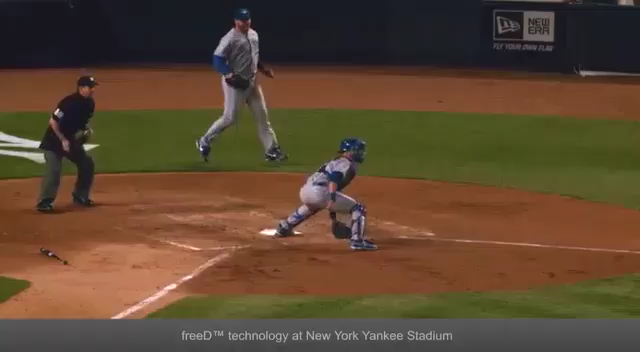 NEW
ERA
FLY YOUR OWN FLAG
freeD™ technology at New York Yankee Stadium